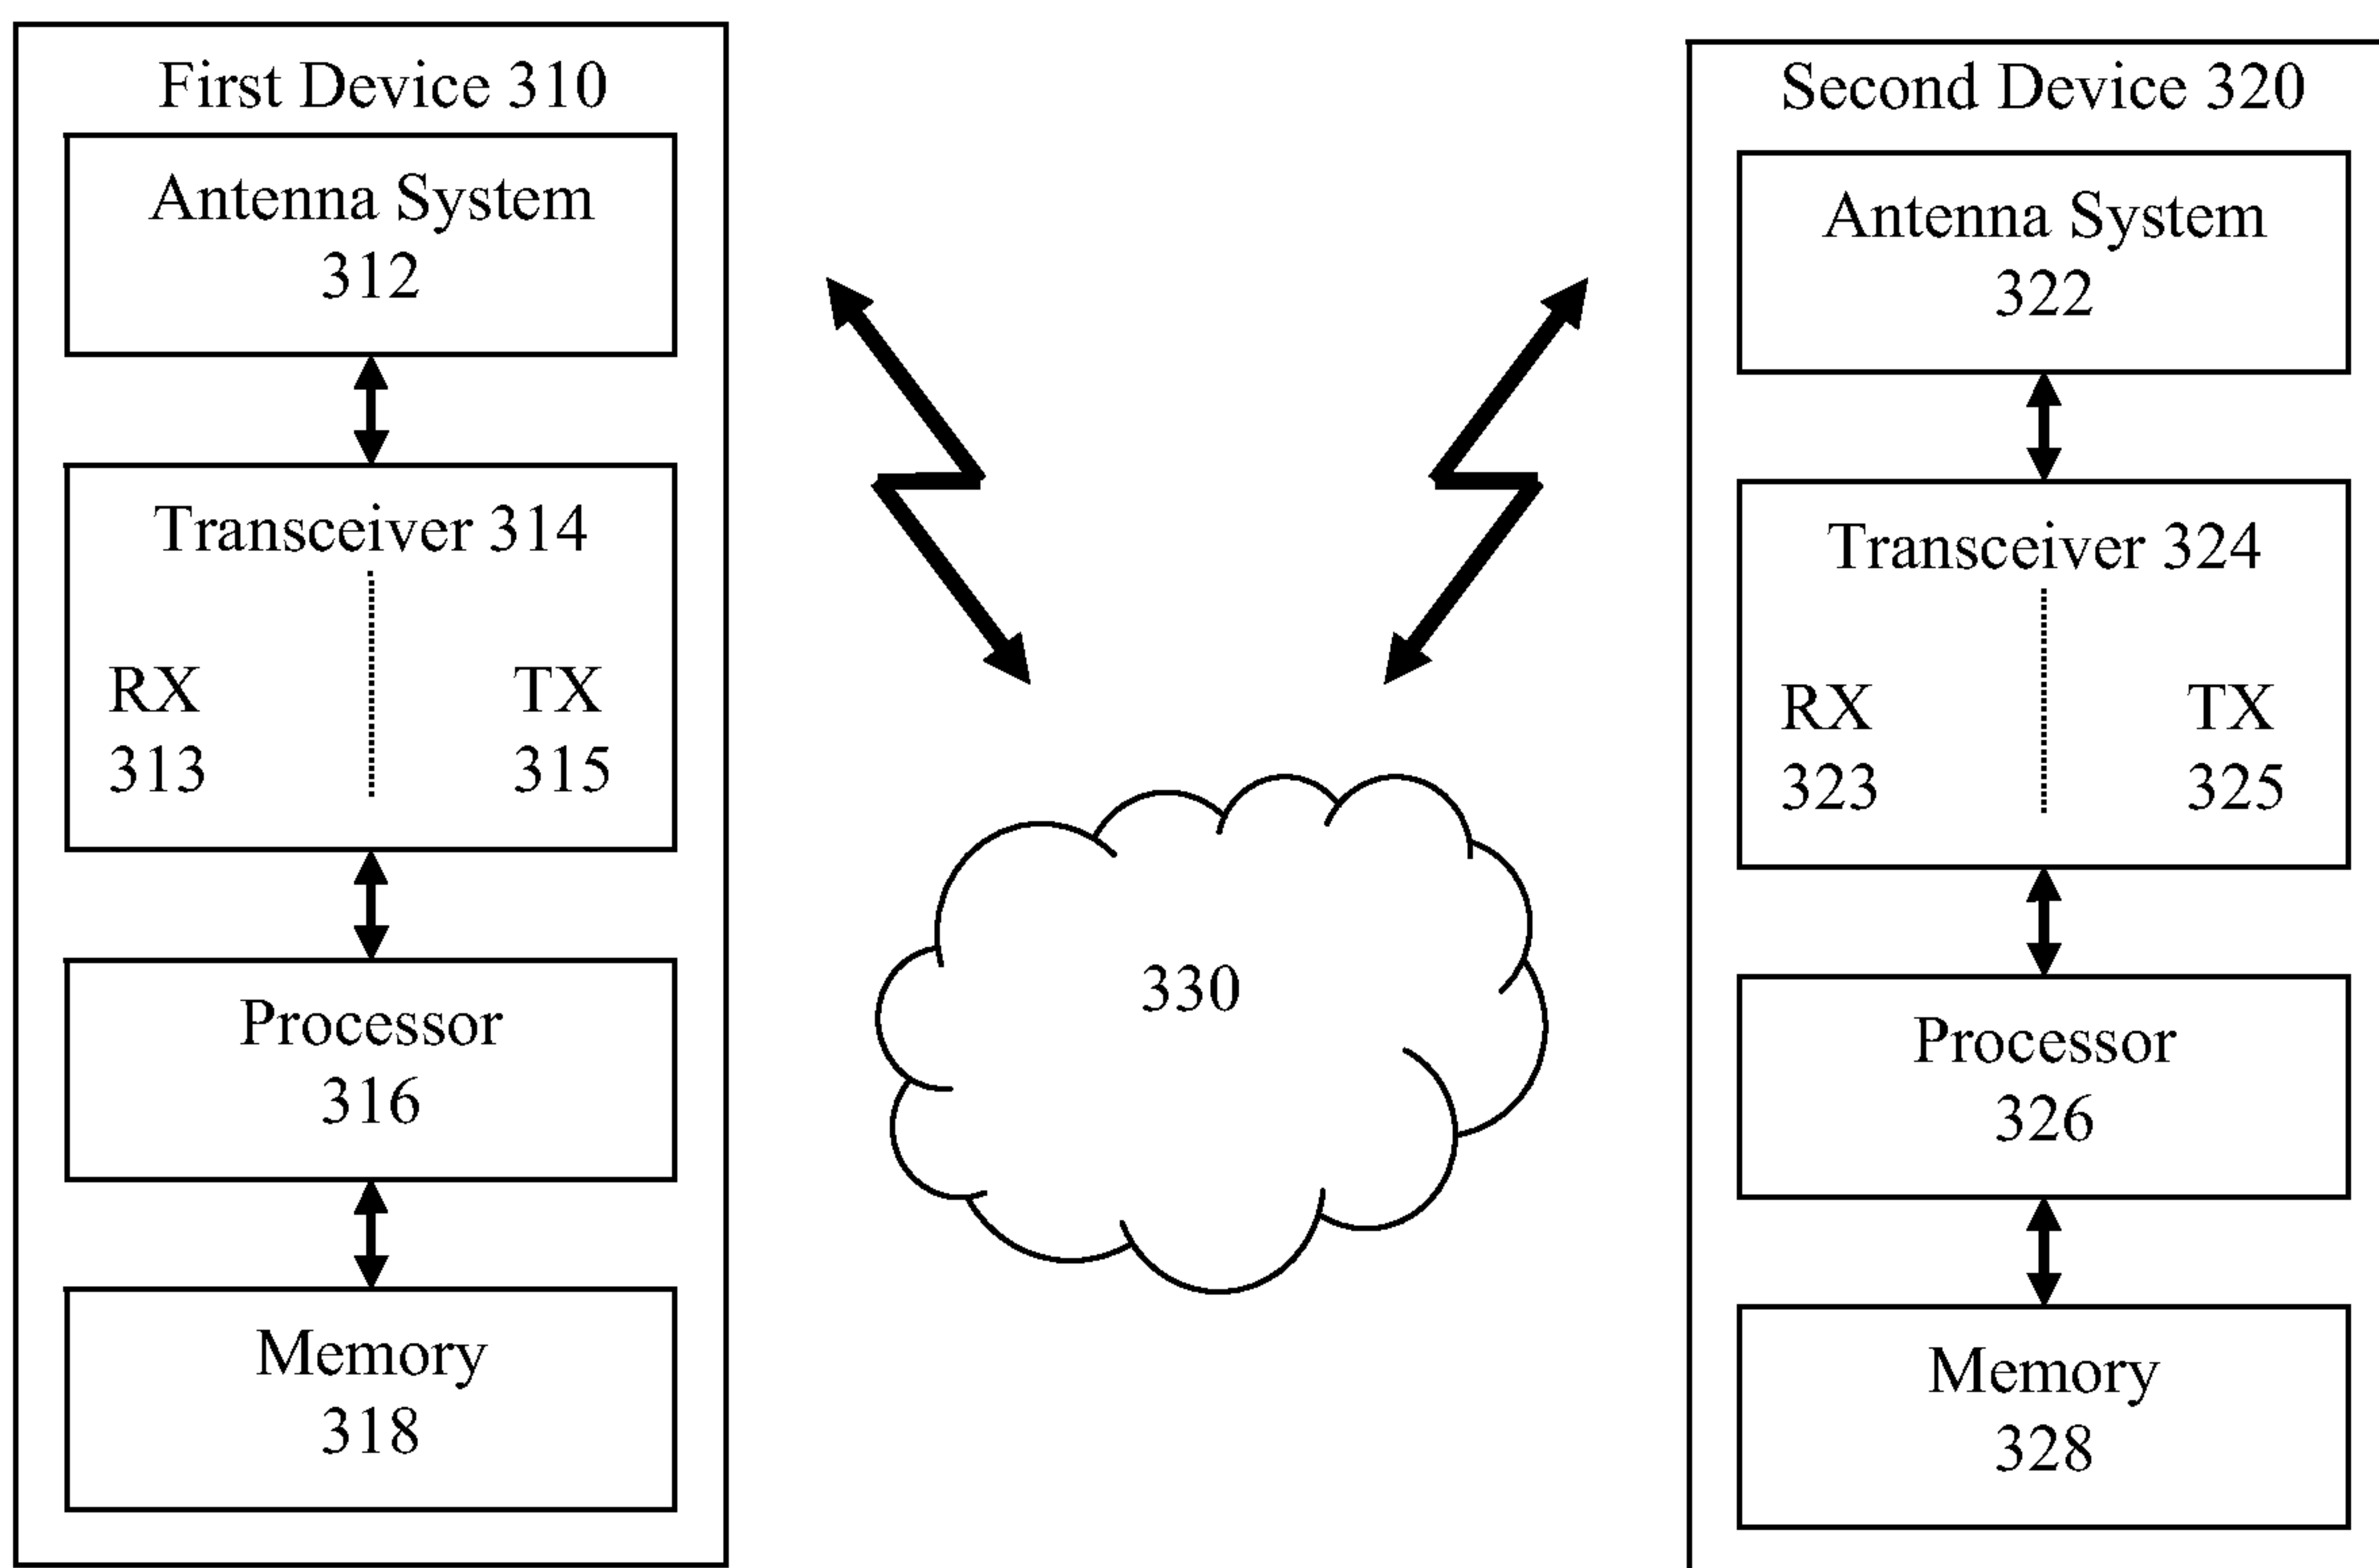 First Device 310
Antenna System
312
Transceiver 314
RX
313
TX
315
Processor
316
Memory
318
330
Second Device 320
Antenna System
322
Transceiver 324
RX
323
TX
325
Processor
326
Memory
328